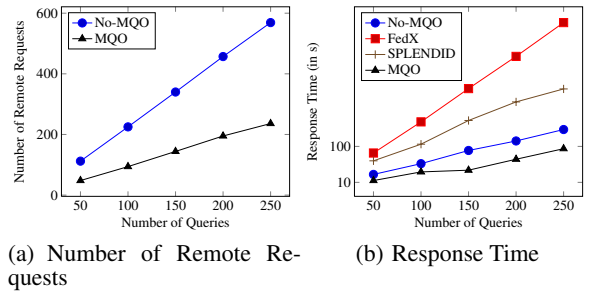 No-MQO
MQO
600
400
200
0
50 100 150 200 250
Number of Queries
Number of Remote Requests
(a) Number of Remote Re-
quests
No-MQO
FedX
SPLENDID
MQO
100
10
50 100 150 200 250
Number of Queries
Response Time (in s)
(b) Response Time